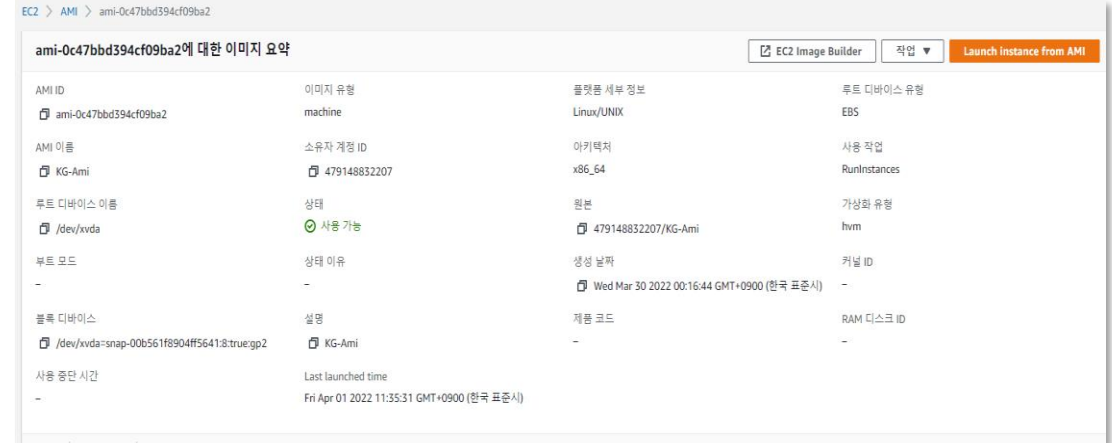 EC2 > AMI > ami-0c47bbd394cf09ba2
ami-0c47bbd394cf09ba2에 대한 이미지 요약
EC2 Image Builder
작업 ▼
Launch instance from AMI
AMI ID
이미지 유형
플랫폼 세부 정보
루트 디바이스 유형
ami-0c47bbd394cf09ba2
machine
Linux/UNIX
EBS
AMI 이름
소유자 계정 ID
아키텍처
사용 작업
KG-Ami
479148832207
x86_64
RunInstances
루트 디바이스 이름
상태
원본
가상화 유형
/dev/xvda
사용 가능
479148832207/KG-Ami
hvm
부트 모드
상태 이유
생성 날짜
커널 ID
–
–
Wed Mar 30 2022 00:16:44 GMT+0900 (한국 표준시)
–
블록 디바이스
설명
제품 코드
RAM 디스크 ID
/dev/xvda=snap-00b561f8904ff5641:8:true:gp2
KG-Ami
–
–
사용 중단 시간
Last launched time
–
Fri Apr 01 2022 11:35:31 GMT+0900 (한국 표준시)